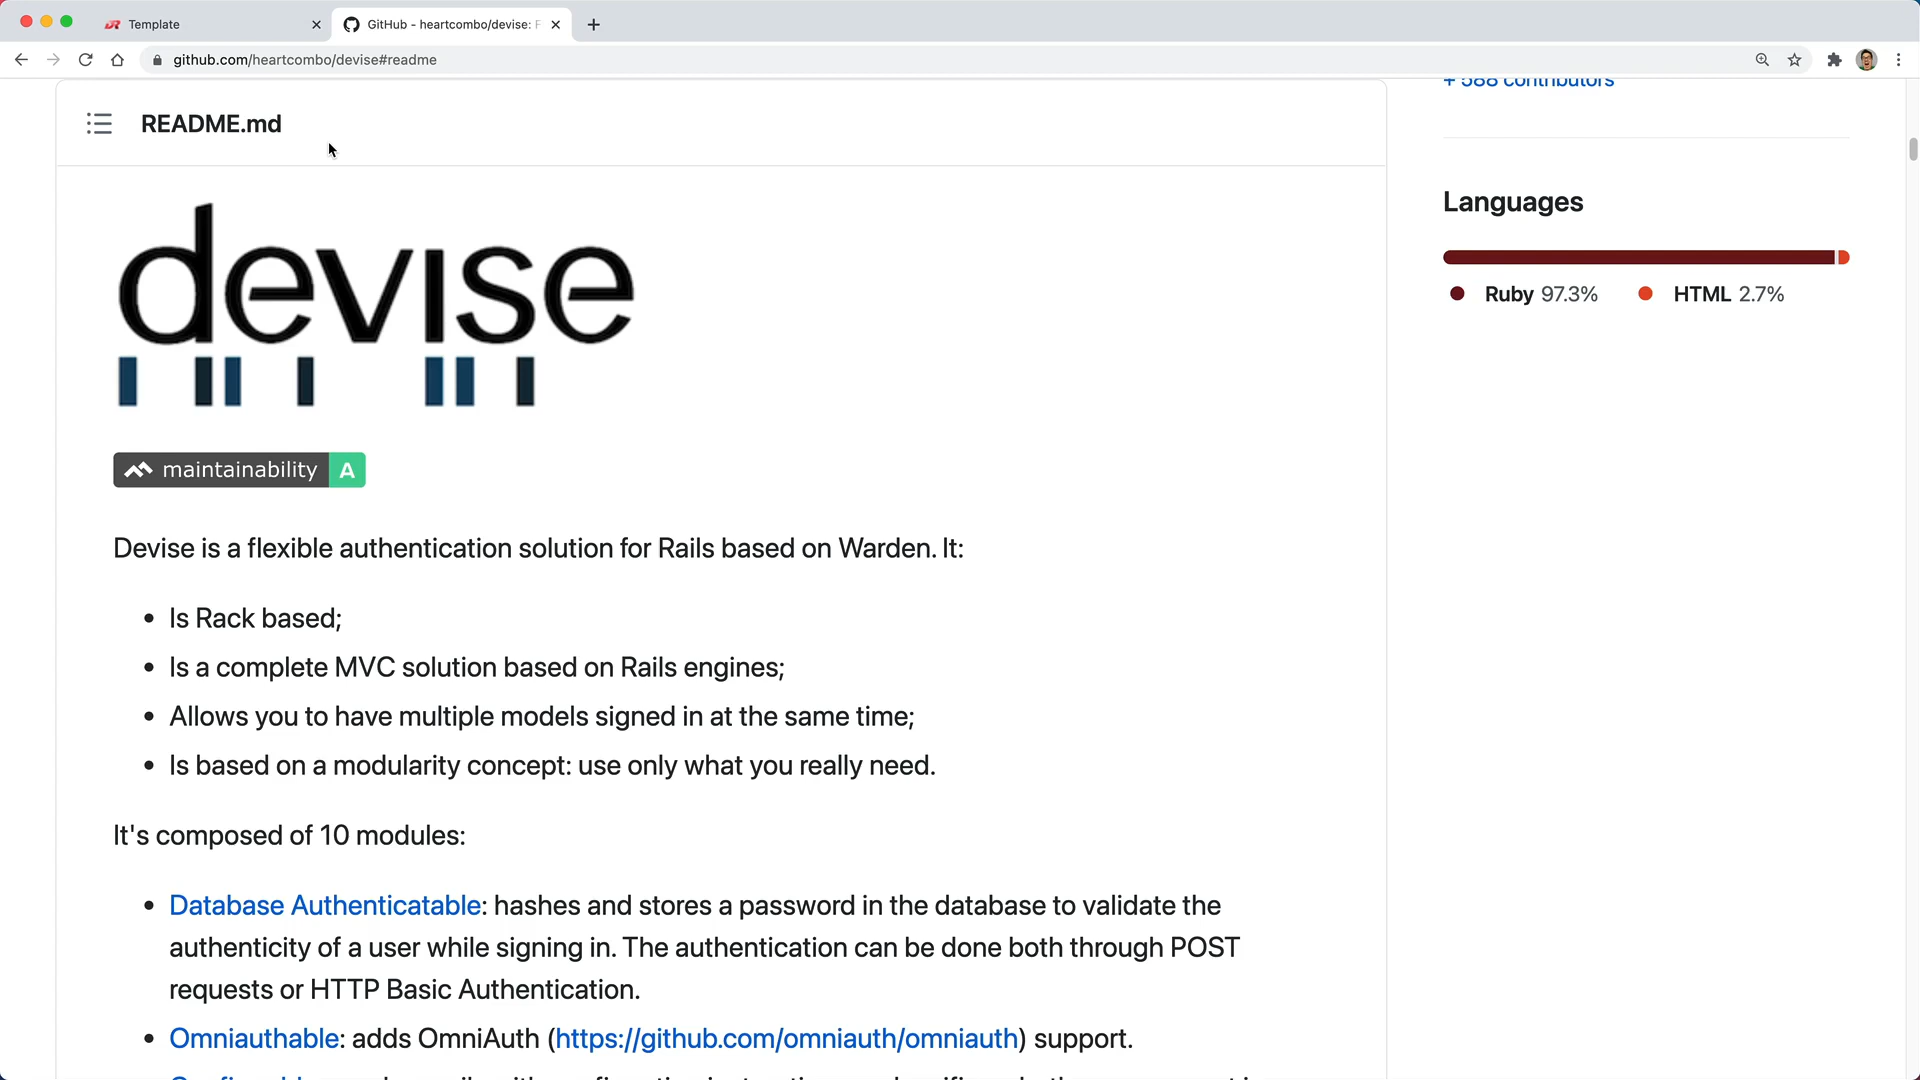 Template
GitHub - heartcombo/devise: F
github.com/heartcombo/devise#readme
+ 588 contributors
README.md
devise
maintainability A
Devise is a flexible authentication solution for Rails based on Warden. It:
Is Rack based;
Is a complete MVC solution based on Rails engines;
Allows you to have multiple models signed in at the same time;
Is based on a modularity concept: use only what you really need.
It's composed of 10 modules:
Database Authenticatable: hashes and stores a password in the database to validate the
authenticity of a user while signing in. The authentication can be done both through POST
requests or HTTP Basic Authentication.
Omniauthable: adds OmniAuth (https://github.com/omniauth/omniauth) support.
Languages
Ruby 97.3% HTML 2.7%